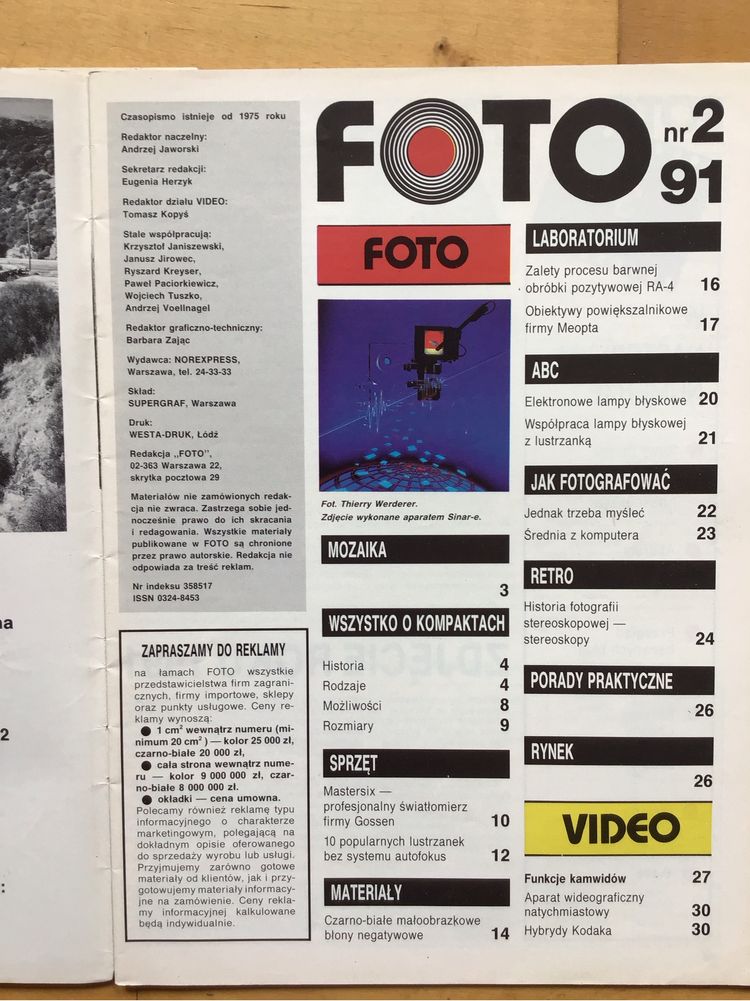 Czasopismo istnieje od 1975 roku
Redaktor naczelny:
Andrzej Jaworski
Sekretarz redakcji:
Eugenia Herzyk
Redaktor działu VIDEO:
Tomasz Kopyś
Stale współpracują:
Krzysztof Janiszewski,
Janusz Jirowec,
Ryszard Kreyser,
Paweł Paciorkiewicz,
Wojciech Tuszko,
Andrzej Voellnagel
Redaktor graficzno-techniczny:
Barbara Zając
Wydawca: NOREXPRESS,
Warszawa, tel. 24-33-33
Skład:
SUPERGRAF, Warszawa
Druk:
WESTA-DRUK, Łódź
Redakcja „FOTO",
02-363 Warszawa 22,
skrytka pocztowa 29
Materiałów nie zamówionych redak-
cja nie zwraca. Zastrzega sobie jed-
nocześnie prawo do ich skracania
i redagowania. Wszystkie materiały
publikowane w FOTO są chronione
przez prawo autorskie. Redakcja nie
odpowiada za treść reklam.
Nr indeksu 358517
ISSN 0324-8453
ZAPRASZAMY DO REKLAMY
na łamach FOTO wszystkie
przedstawicielstwa firm zagrani-
cznych, firmy importowe, sklepy
oraz punkty usługowe. Ceny re-
klamy wynoszą:
● 1 cm² wewnątrz numeru (mi-
nimum 20 cm²) — kolor 25 000 zł,
czarno-białe 20 000 zł,
● cała strona wewnątrz nume-
ru — kolor 9 000 000 zł, czar-
no-białe 8 000 000 zł.
● okładki — cena umowna.
Polecamy również reklamę typu
informacyjnego o charakterze
marketingowym, polegającą na
dokładnym opisie oferowanego
do sprzedaży wyrobu lub usługi.
Przyjmujemy zarówno gotowe
materiały od klientów, jak i przy-
gotowujemy materiały informacy-
jne na zamówienie. Ceny rekla-
my informacyjnej kalkulowane
będą indywidualnie.
FOTO nr 2
91
FOTO
Fot. Thierry Werderer.
Zdjęcie wykonane aparatem Sinar-e.
MOZAIKA
3
WSZYSTKO O KOMPAKTACH
Historia 4
Rodzaje 4
Możliwości 8
Rozmiary 9
SPRZĘT
Mastersix —
profesjonalny światłomierz
firmy Gossen 10
10 popularnych lustrzanek
bez systemu autofokus 12
MATERIAŁY
Czarno-białe małoobrazkowe
błony negatywowe 14
LABORATORIUM
Zalety procesu barwnej
obróbki pozytywowej RA-4 16
Obiektywy powiększalnikowe
firmy Meopta 17
ABC
Elektronowe lampy błyskowe 20
Współpraca lampy błyskowej
z lustrzanką 21
JAK FOTOGRAFOWAĆ
Jednak trzeba myśleć 22
Średnia z komputera 23
RETRO
Historia fotografii
stereoskopowej —
stereoskopy 24
PORADY PRAKTYCZNE
26
RYNEK
26
VIDEO
Funkcje kamwidów 27
Aparat wideograficzny
natychmiastowy 30
Hybrydy Kodaka 30